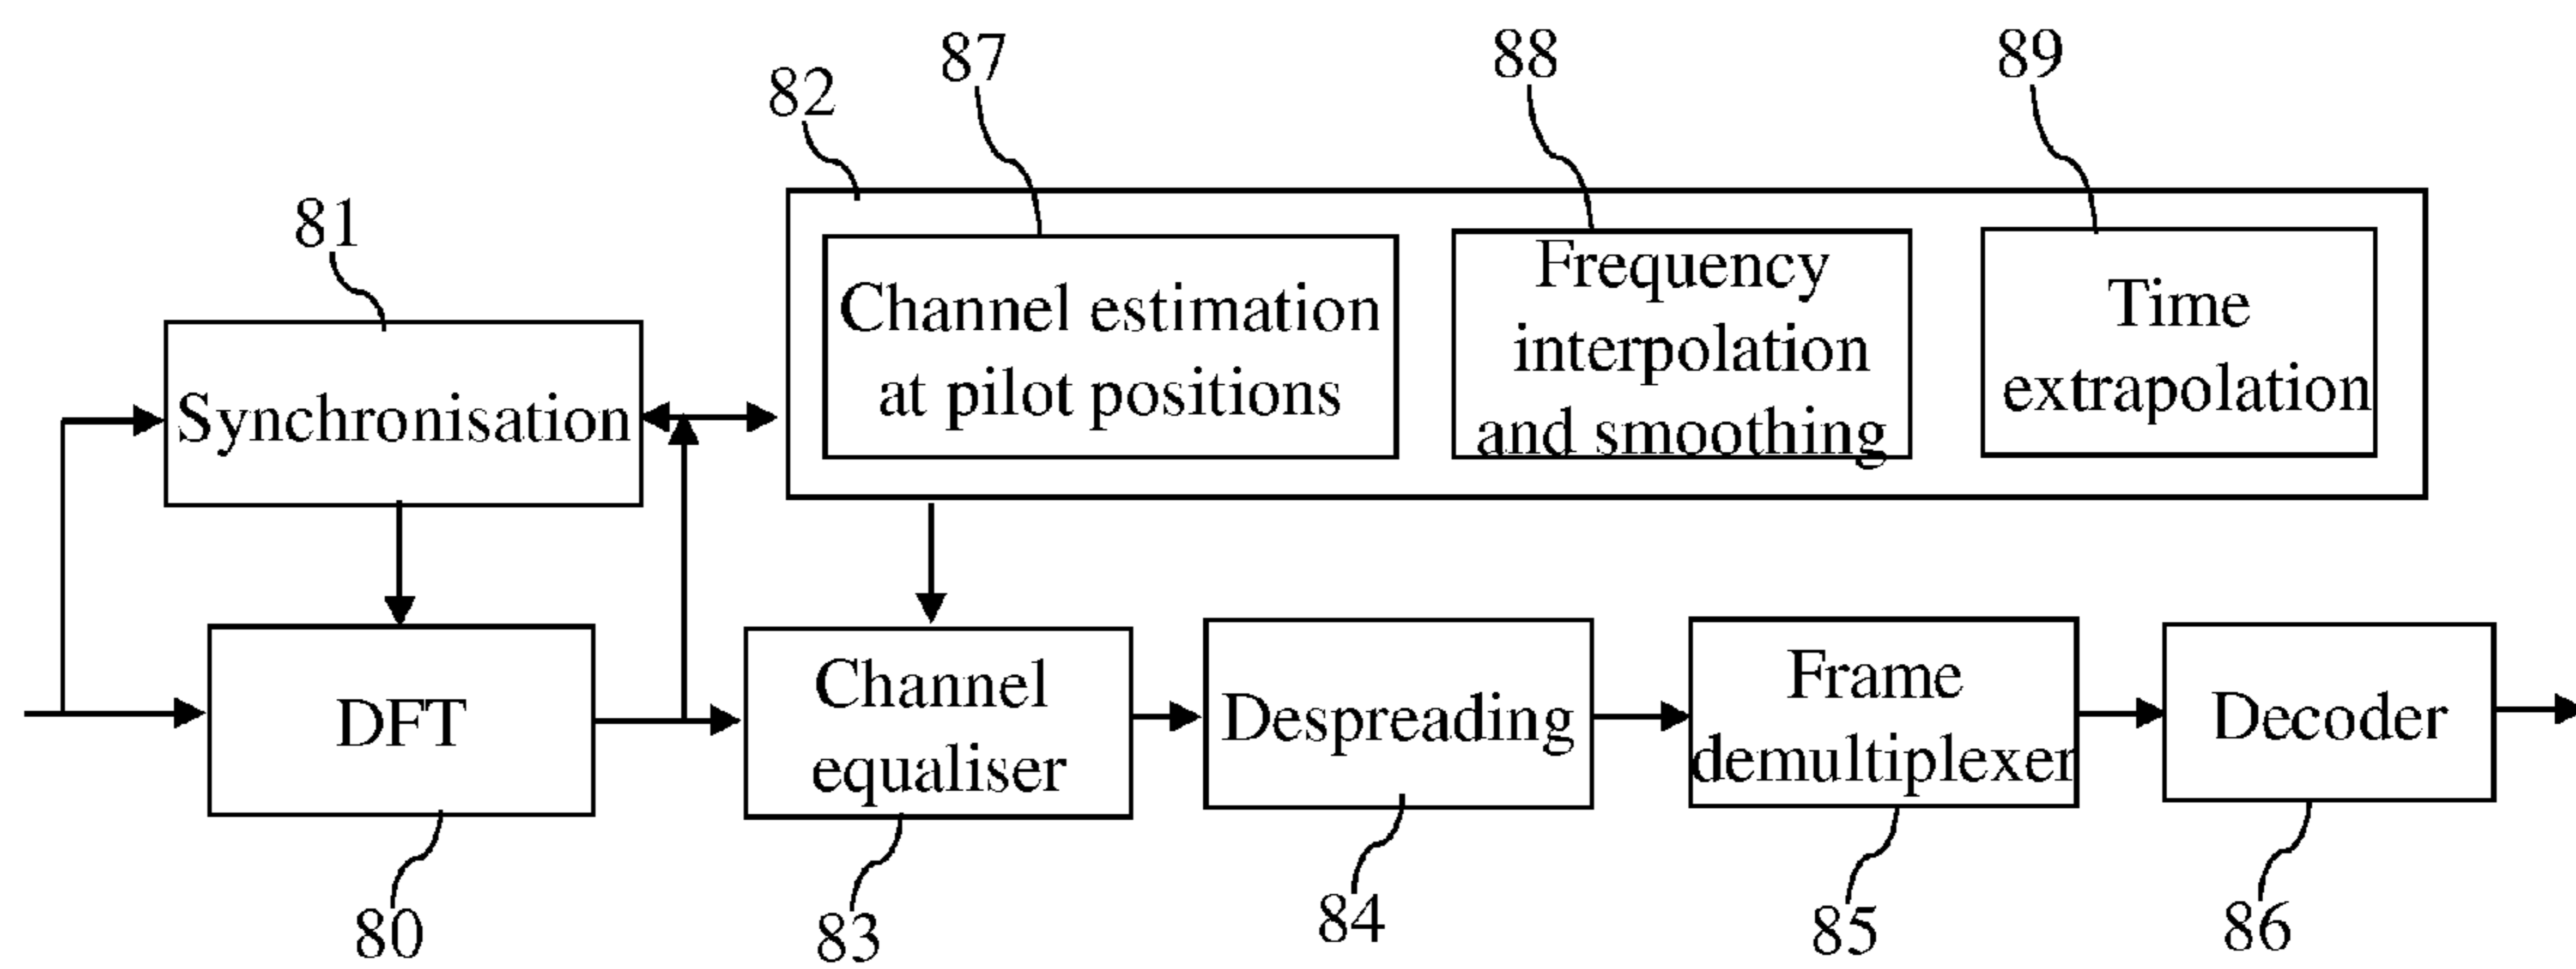 87
88
89
82
81
Channel estimation
at pilot positions
Frequency
interpolation
and smoothing
Time
extrapolation
Synchronisation
DFT
Channel
equaliser
Despreading
Frame
demultiplexer
Decoder
80
83
84
85
86